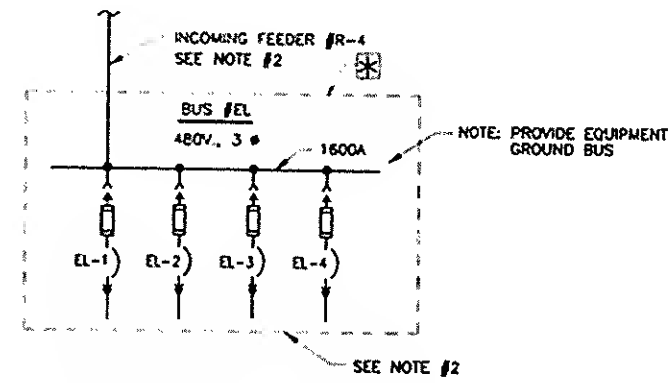 INCOMING FEEDER #R-4
SEE NOTE #2
*
BUS #EL
480V., 3 ϕ
1600A
NOTE: PROVIDE EQUIPMENT
GROUND BUS
EL-1
EL-2
EL-3
EL-4
SEE NOTE #2